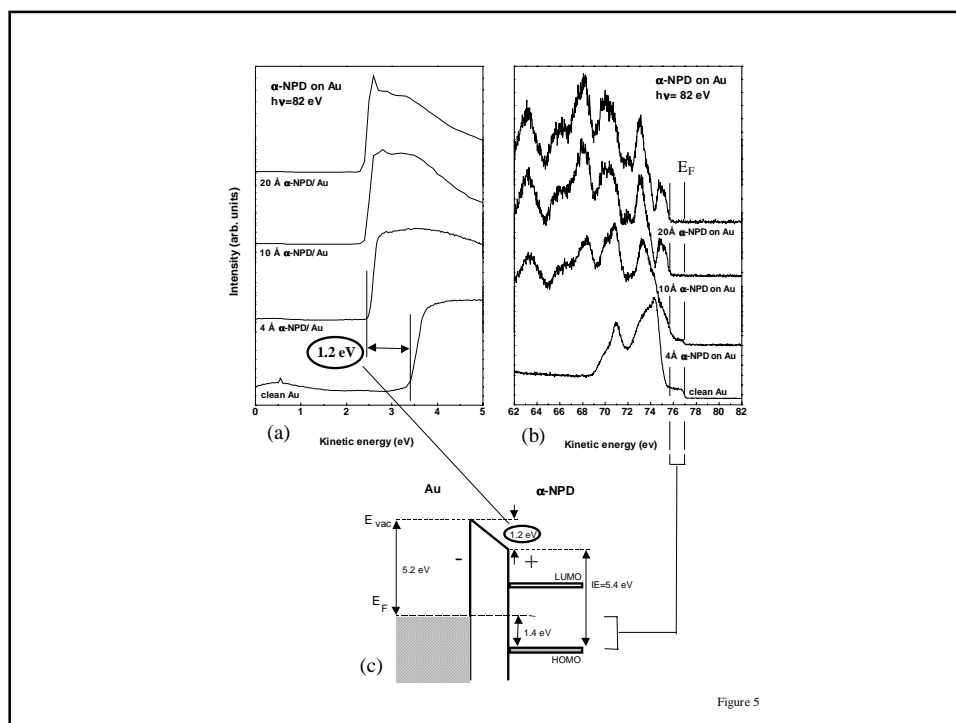 α-NPD on Au
hν=82 eV
20 Å α-NPD/ Au
10 Å α-NPD/ Au
4 Å α-NPD/ Au
1.2 eV
clean Au
Intensity (arb. units)
0 1 2 3 4 5
Kinetic energy (eV)
(a)
α-NPD on Au
hν= 82 eV
E_F
20Å α-NPD on Au
10Å α-NPD on Au
4Å α-NPD on Au
clean Au
62 64 66 68 70 72 74 76 78 80 82
Kinetic energy (ev)
(b)
Au
α-NPD
E vac
1.2 eV
- +
5.2 eV
LUMO
IE=5.4 eV
E F
1.4 eV
HOMO
(c)
Figure 5